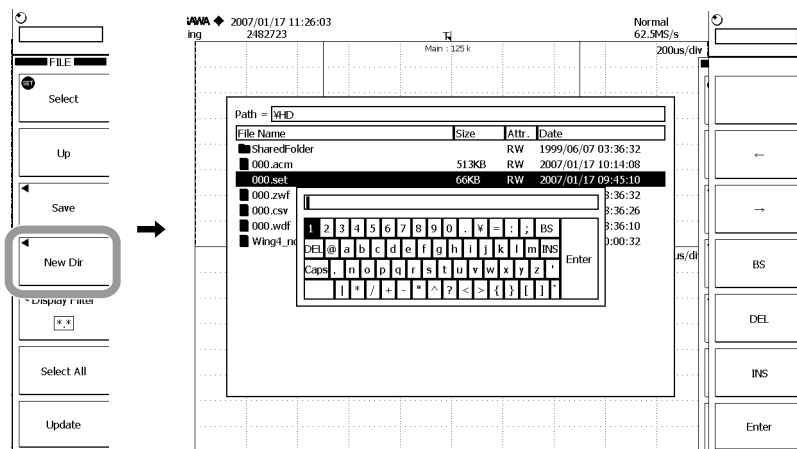 FILE
SET
Select
Up
Save
New Dir
Display Filter
*.*
Select All
Update
2007/01/17 11:26:03
2482723
Normal
62.5MS/s
Main : 125 k
200us/div
Path = ¥HD
File Name Size Attr. Date
SharedFolder RW 1999/06/07 03:36:32
000.acm 513KB RW 2007/01/17 10:14:08
000.set 66KB RW 2007/01/17 09:45:10
000.zwf 3:36:32
000.csv 3:36:26
000.wdf 3:36:10
Wing4_ 0:00:32
1 2 3 4 5 6 7 8 9 0 . ¥ = : ; BS
DEL @ a b c d e f g h i j k l m INS
Enter
Caps . n o p q r s t u v w x y z '
| * / + - " ^ ? < > { } [ ] `
us/di
←
→
BS
DEL
INS
Enter